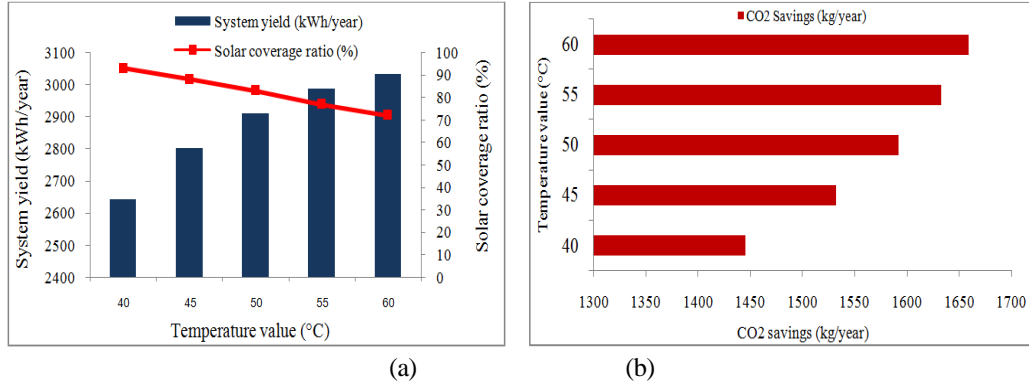 System yield (kWh/year)
Solar coverage ratio (%)
3100
3000
2900
2800
2700
2600
2500
2400
System yield (kWh/year)
100
90
80
70
60
50
40
30
20
10
0
Solar coverage ratio (%)
40 45 50 55 60
Temperature value (°C)
(a)
CO2 Savings (kg/year)
60
55
50
45
40
Temperature value (°C)
1300 1350 1400 1450 1500 1550 1600 1650 1700
CO2 savings (kg/year)
(b)